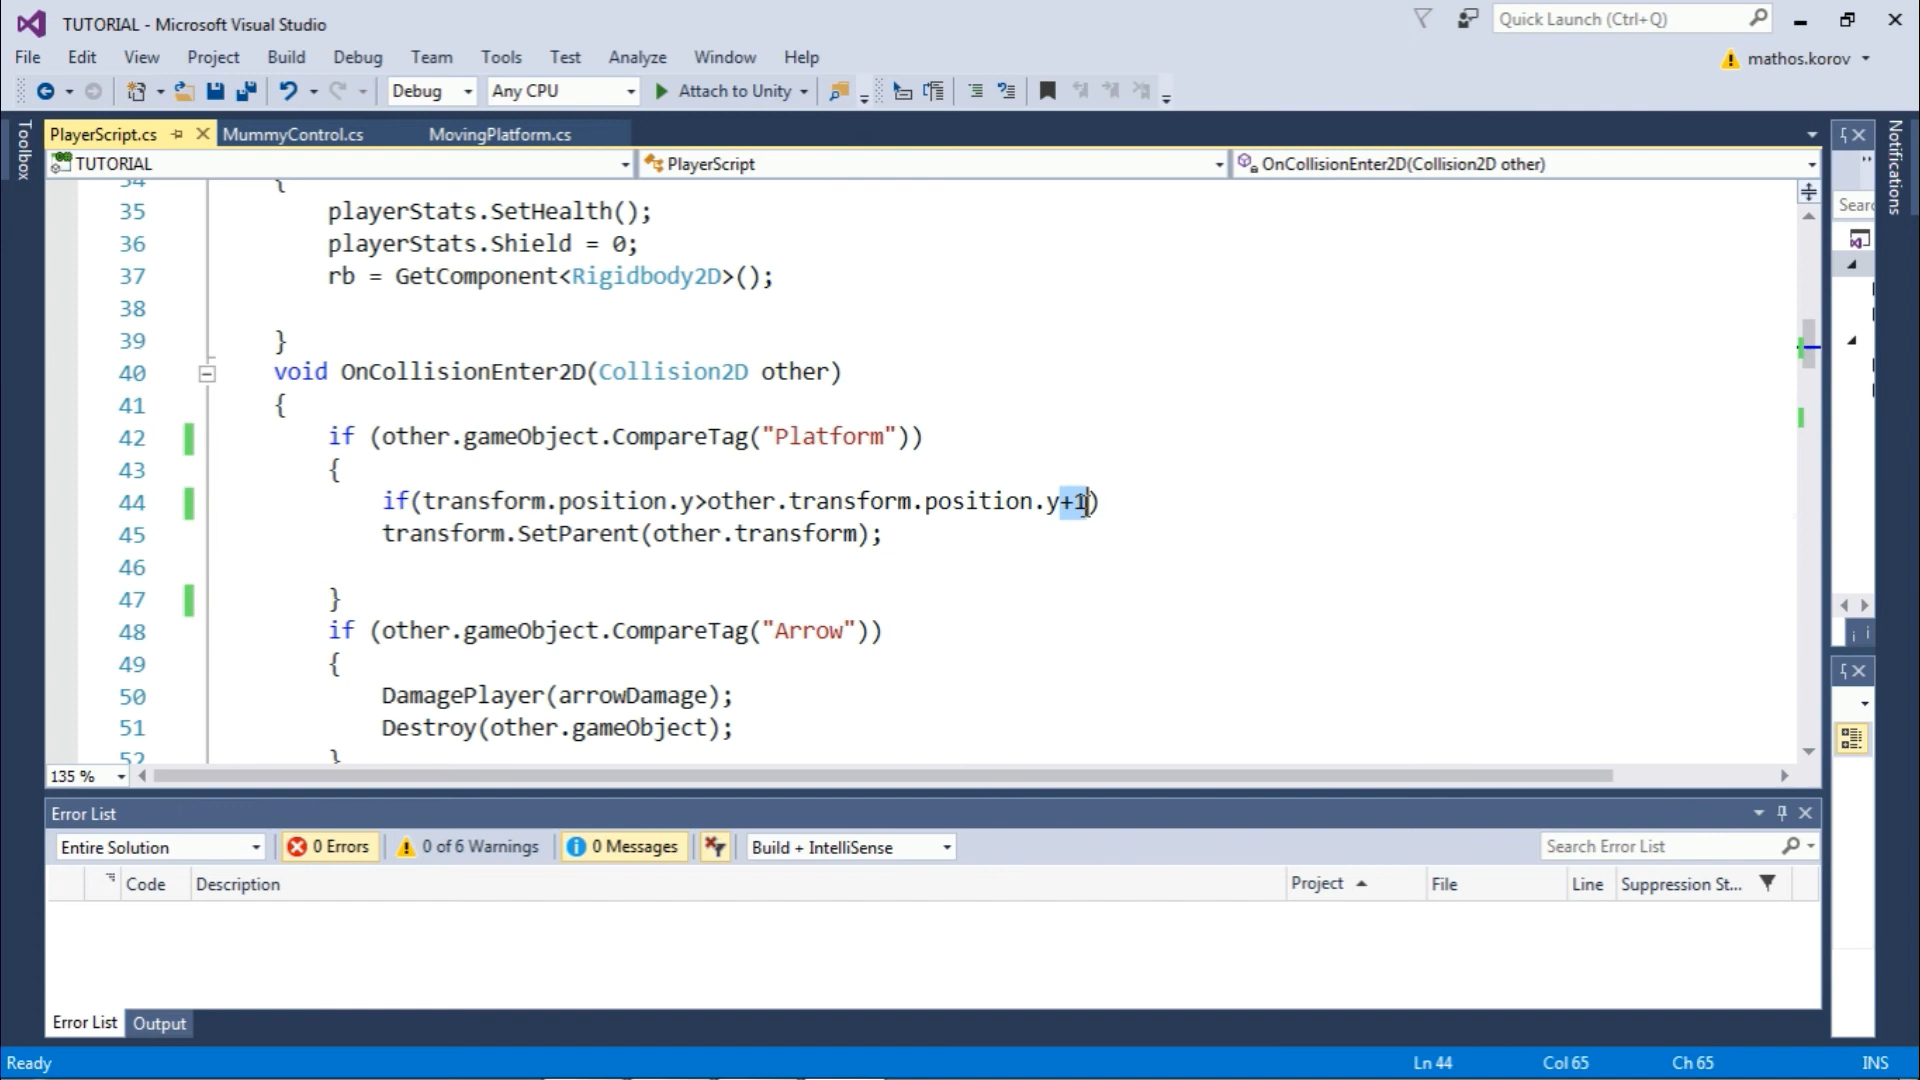 TUTORIAL - Microsoft Visual Studio
Quick Launch (Ctrl+Q)
File Edit View Project Build Debug Team Tools Test Analyze Window Help
mathos.korov
Debug Any CPU Attach to Unity
Toolbox
PlayerScript.cs MummyControl.cs MovingPlatform.cs
Notifications
TUTORIAL PlayerScript OnCollisionEnter2D(Collision2D other)
Sear
34 {
35 playerStats.SetHealth();
36 playerStats.Shield = 0;
37 rb = GetComponent<Rigidbody2D>();
38
39 }
40 void OnCollisionEnter2D(Collision2D other)
41 {
42 if (other.gameObject.CompareTag("Platform"))
43 {
44 if(transform.position.y>other.transform.position.y+1)
45 transform.SetParent(other.transform);
46
47 }
48 if (other.gameObject.CompareTag("Arrow"))
49 {
50 DamagePlayer(arrowDamage);
51 Destroy(other.gameObject);
52 }
135 %
Error List
Entire Solution 0 Errors 0 of 6 Warnings 0 Messages Build + IntelliSense Search Error List
Code Description Project File Line Suppression St...
Error List Output
Ready Ln 44 Col 65 Ch 65 INS